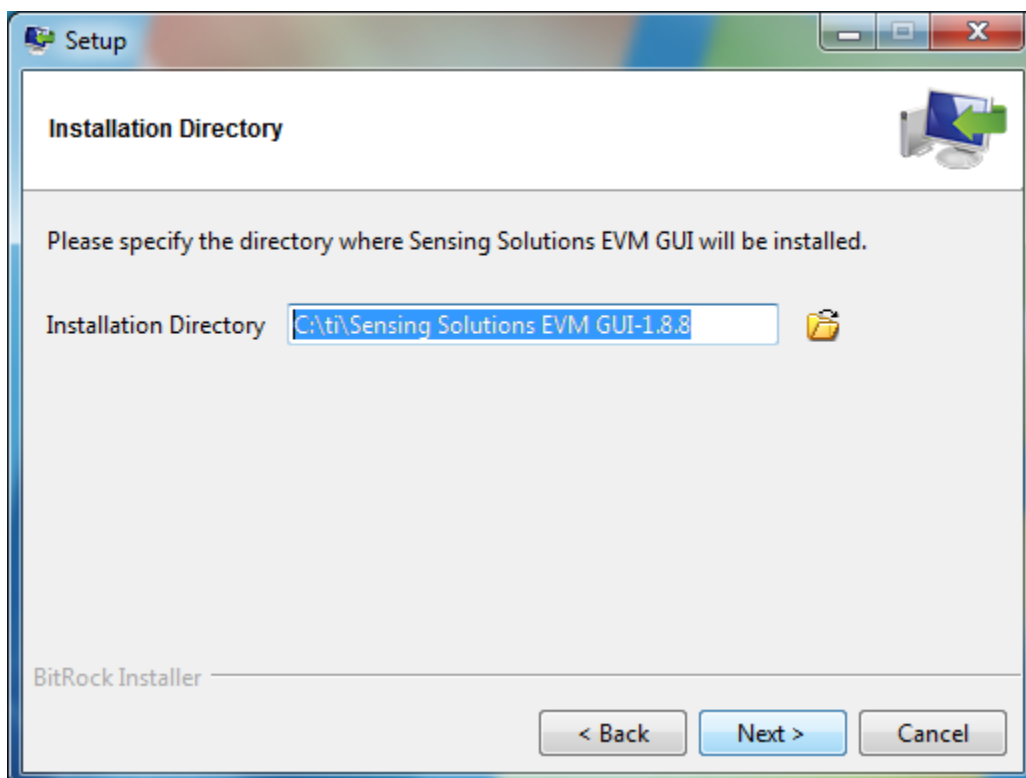 Setup
Installation Directory
Please specify the directory where Sensing Solutions EVM GUI will be installed.
Installation Directory C:\ti\Sensing Solutions EVM GUI-1.8.8
BitRock Installer
< Back Next > Cancel